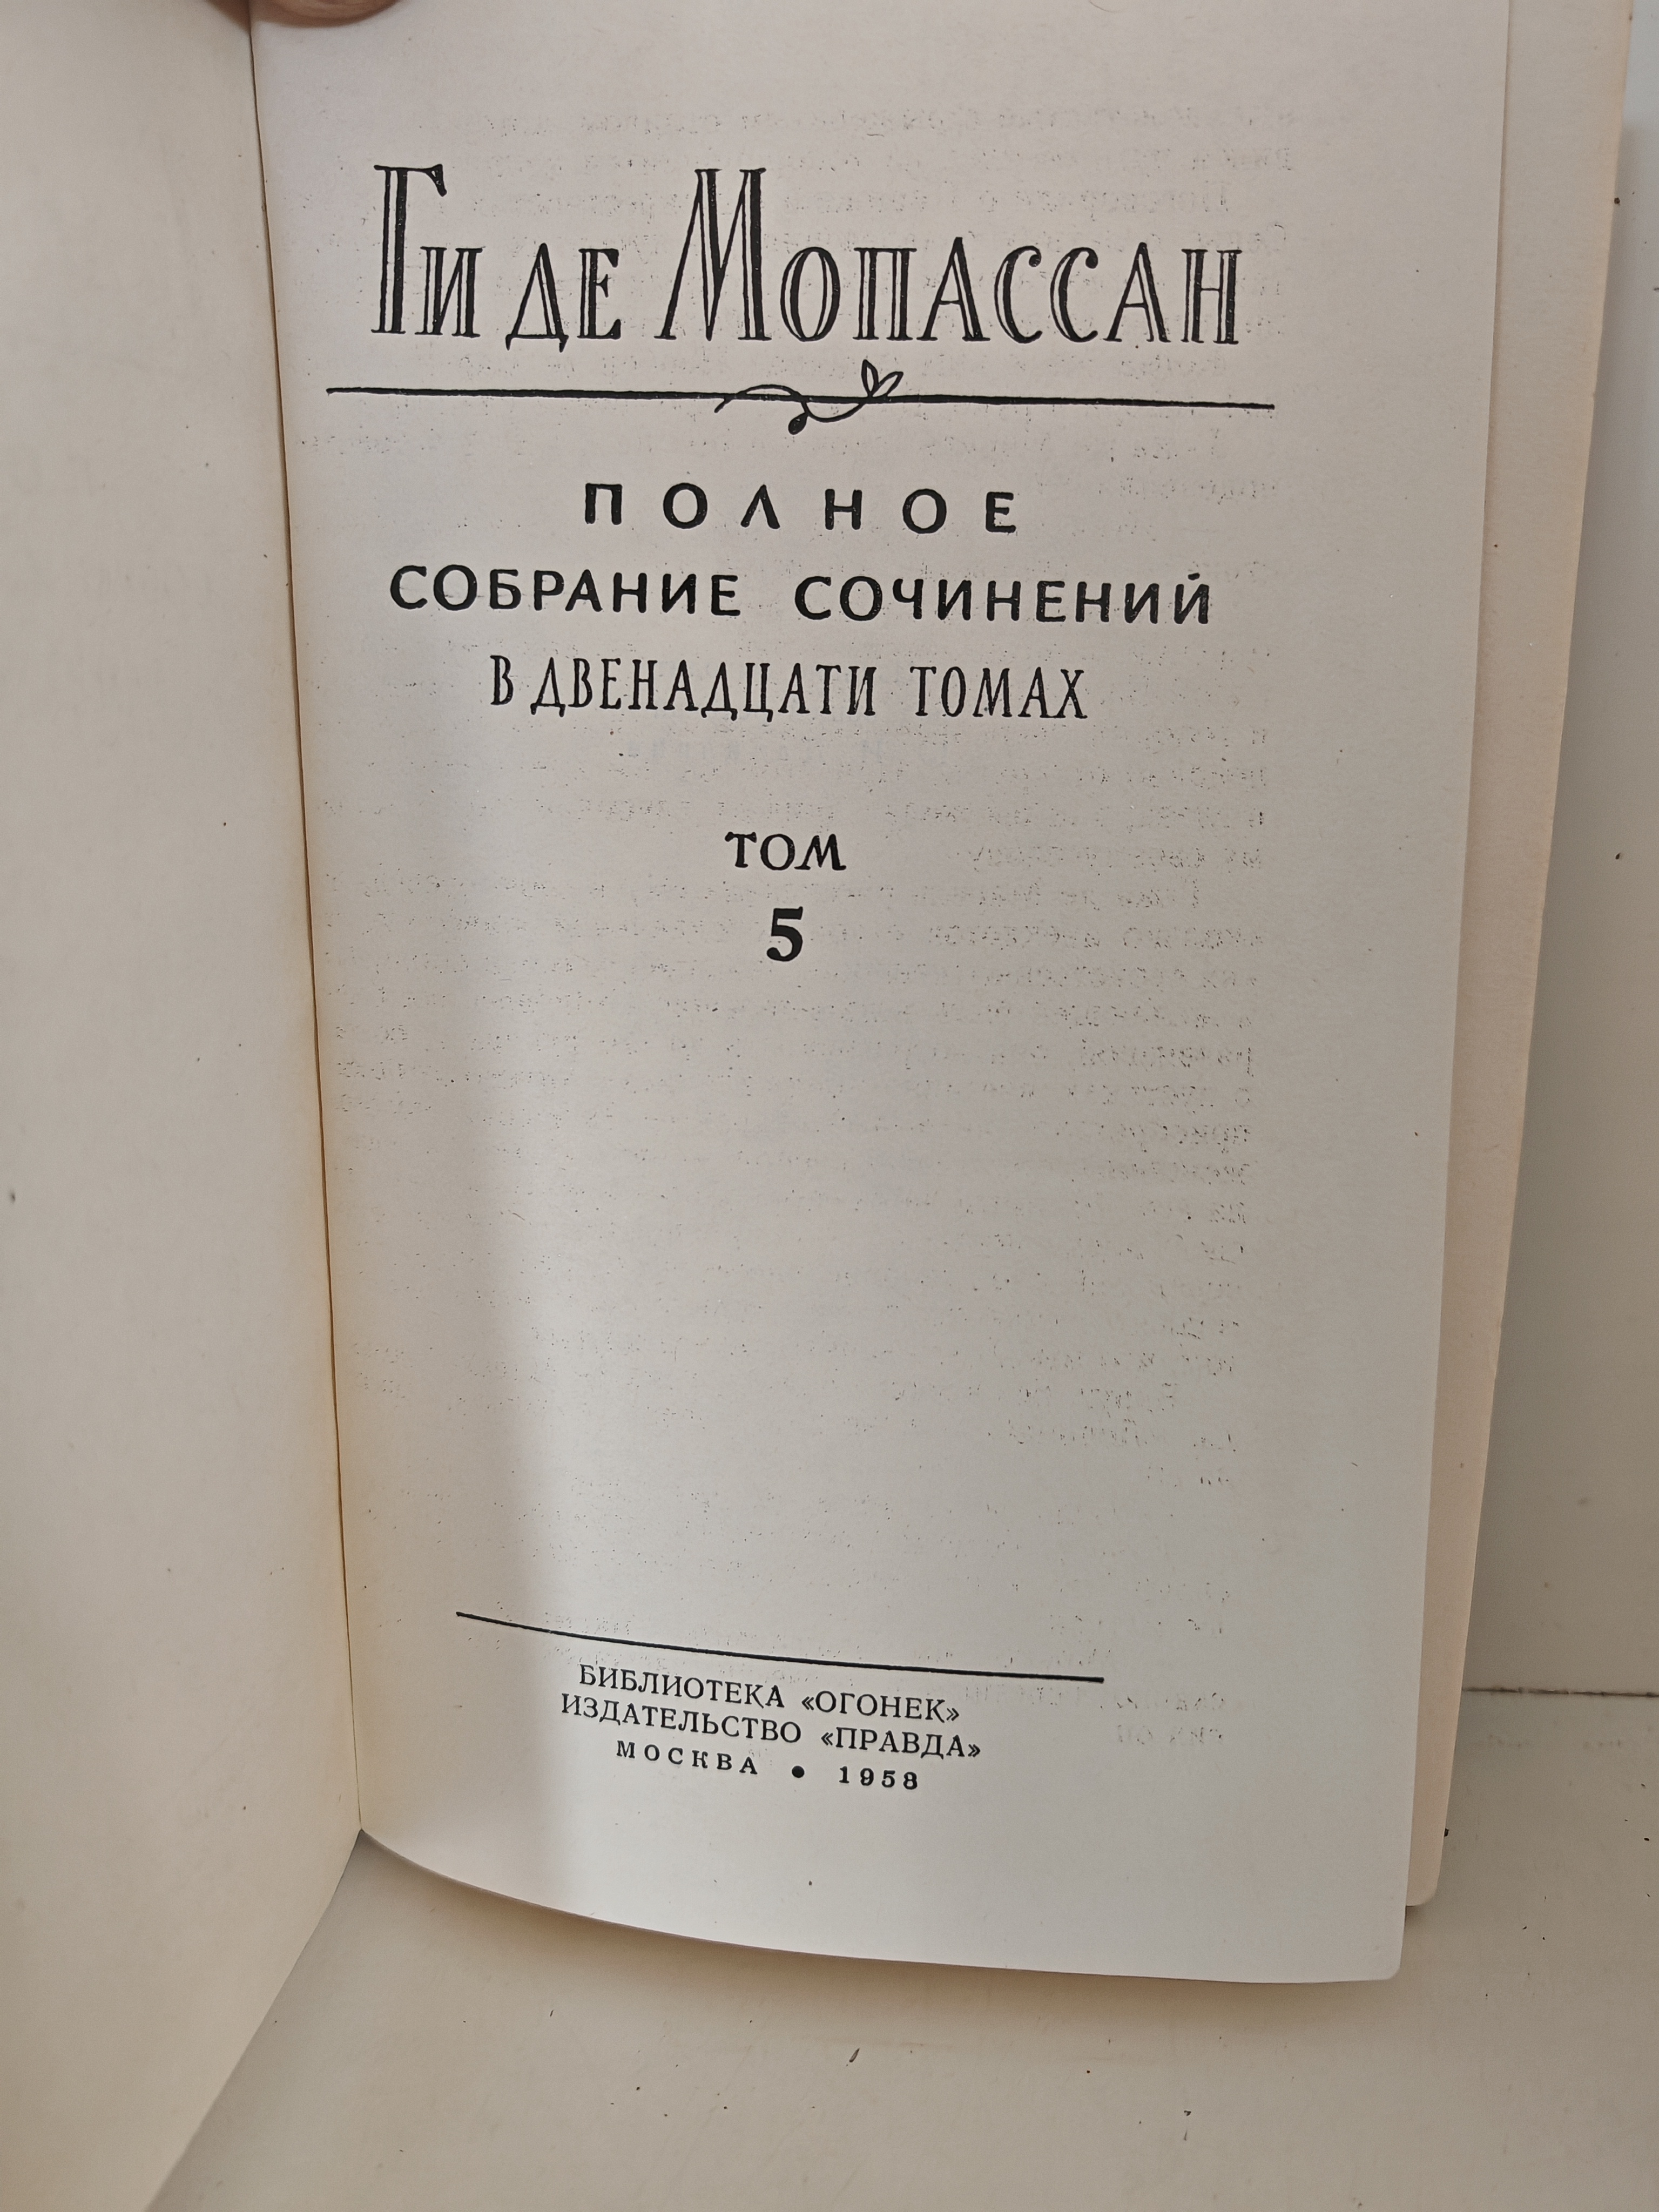 Ги де Мопассан
ПОЛНОЕ
СОБРАНИЕ СОЧИНЕНИЙ
В ДВЕНАДЦАТИ ТОМАХ
ТОМ
5
БИБЛИОТЕКА «ОГОНЕК»
ИЗДАТЕЛЬСТВО «ПРАВДА»
МОСКВА • 1958